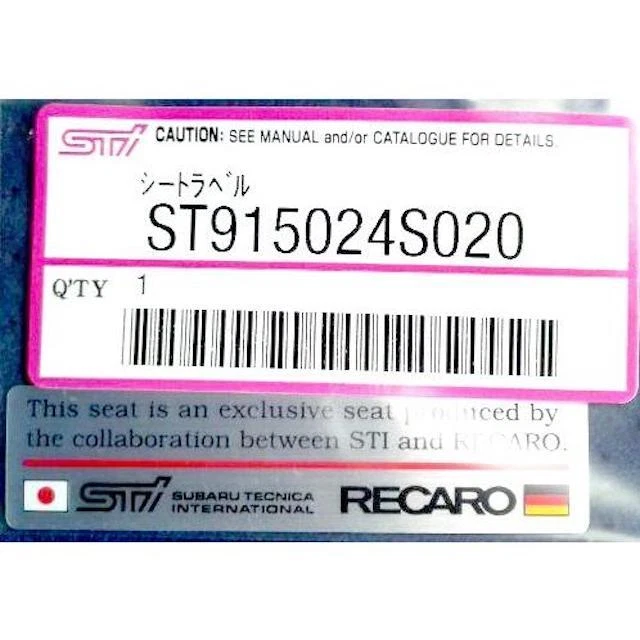 STI CAUTION: SEE MANUAL and/or CATALOGUE FOR DETAILS.
シートラベル
ST915024S020
Q'TY 1
This seat is an exclusive seat produced by
the collaboration between STI and RECARO.
STI SUBARU TECNICA INTERNATIONAL RECARO